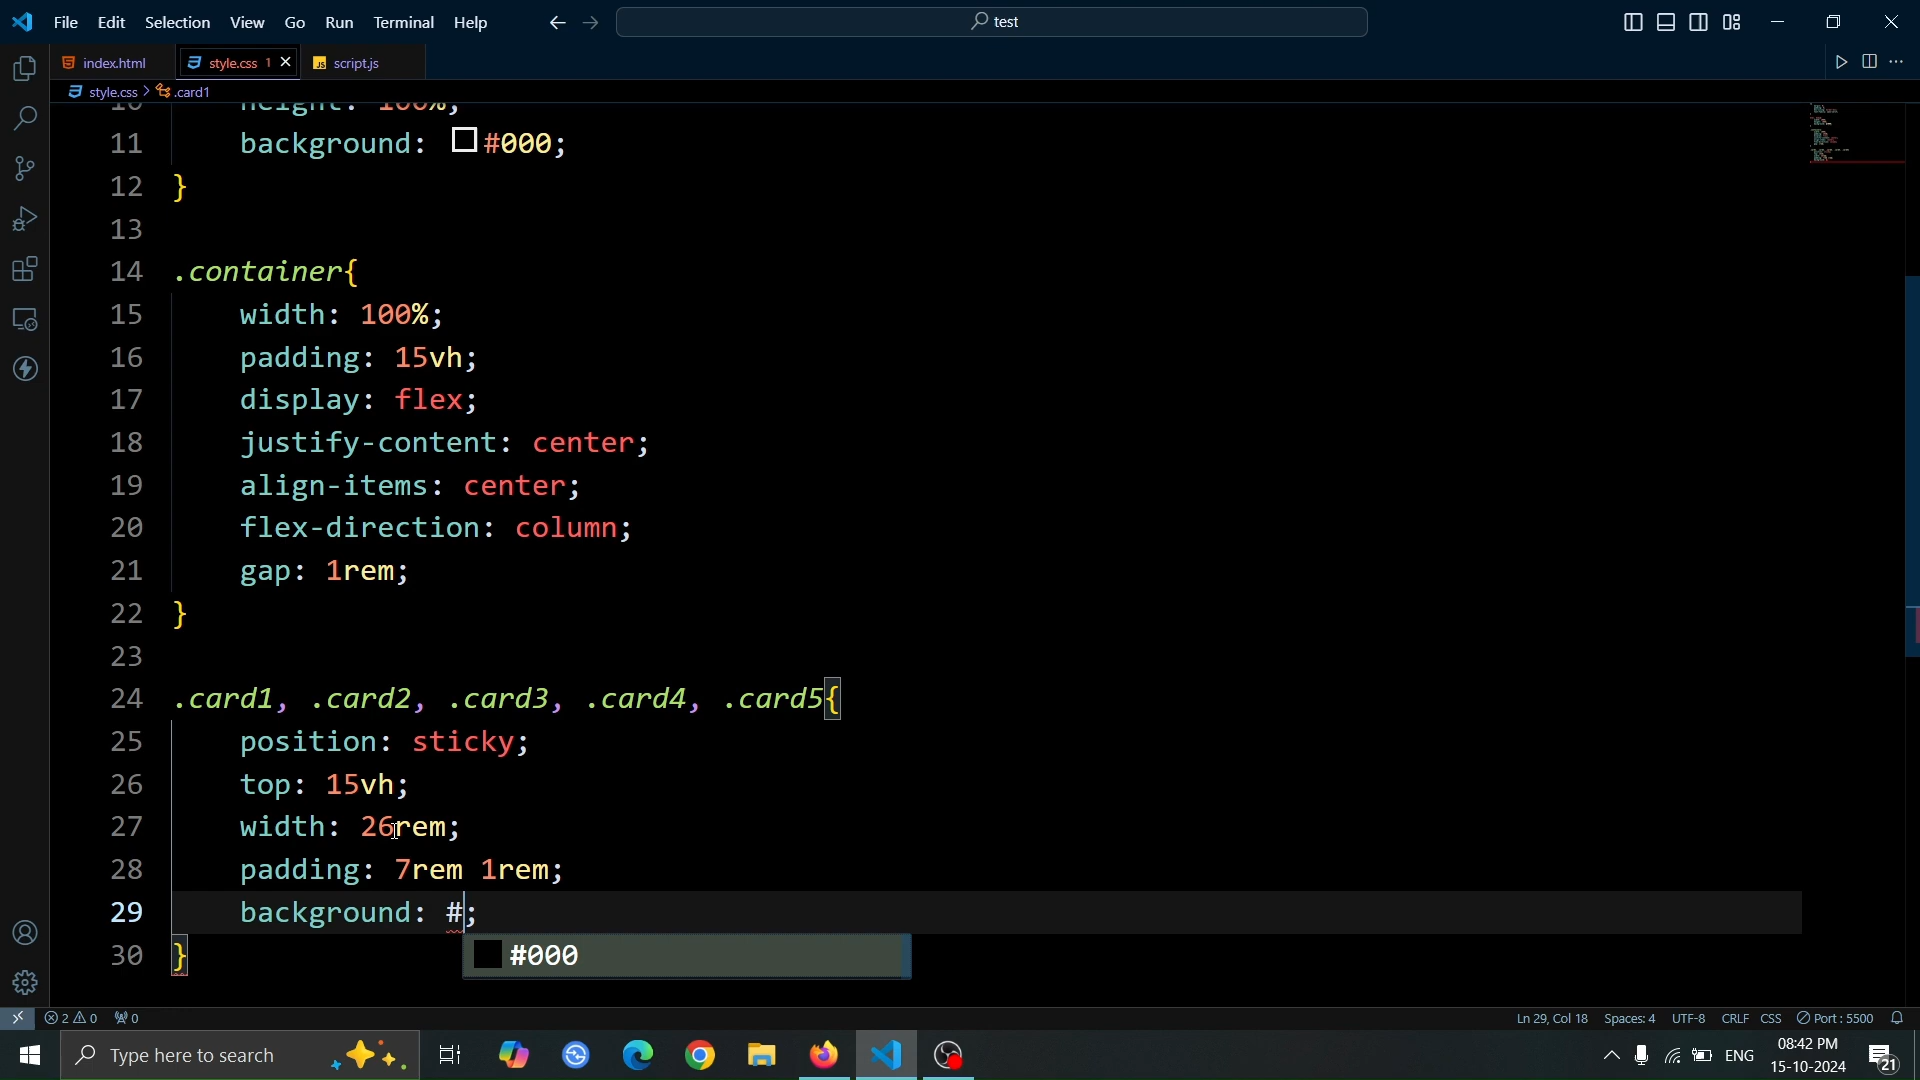 File Edit Selection View Go Run Terminal Help
test
index.html
style.css 1
script.js
style.css > .card1
10 height: 100%;
11 background: #000;
12 }
13
14 .container{
15 width: 100%;
16 padding: 15vh;
17 display: flex;
18 justify-content: center;
19 align-items: center;
20 flex-direction: column;
21 gap: 1rem;
22 }
23
24 .card1, .card2, .card3, .card4, .card5{
25 position: sticky;
26 top: 15vh;
27 width: 26rem;
28 padding: 7rem 1rem;
29 background: #;
#000
30 }
2 0 0
Ln 29, Col 18 Spaces: 4 UTF-8 CRLF CSS Port : 5500
Type here to search
ENG
08:42 PM
15-10-2024
21